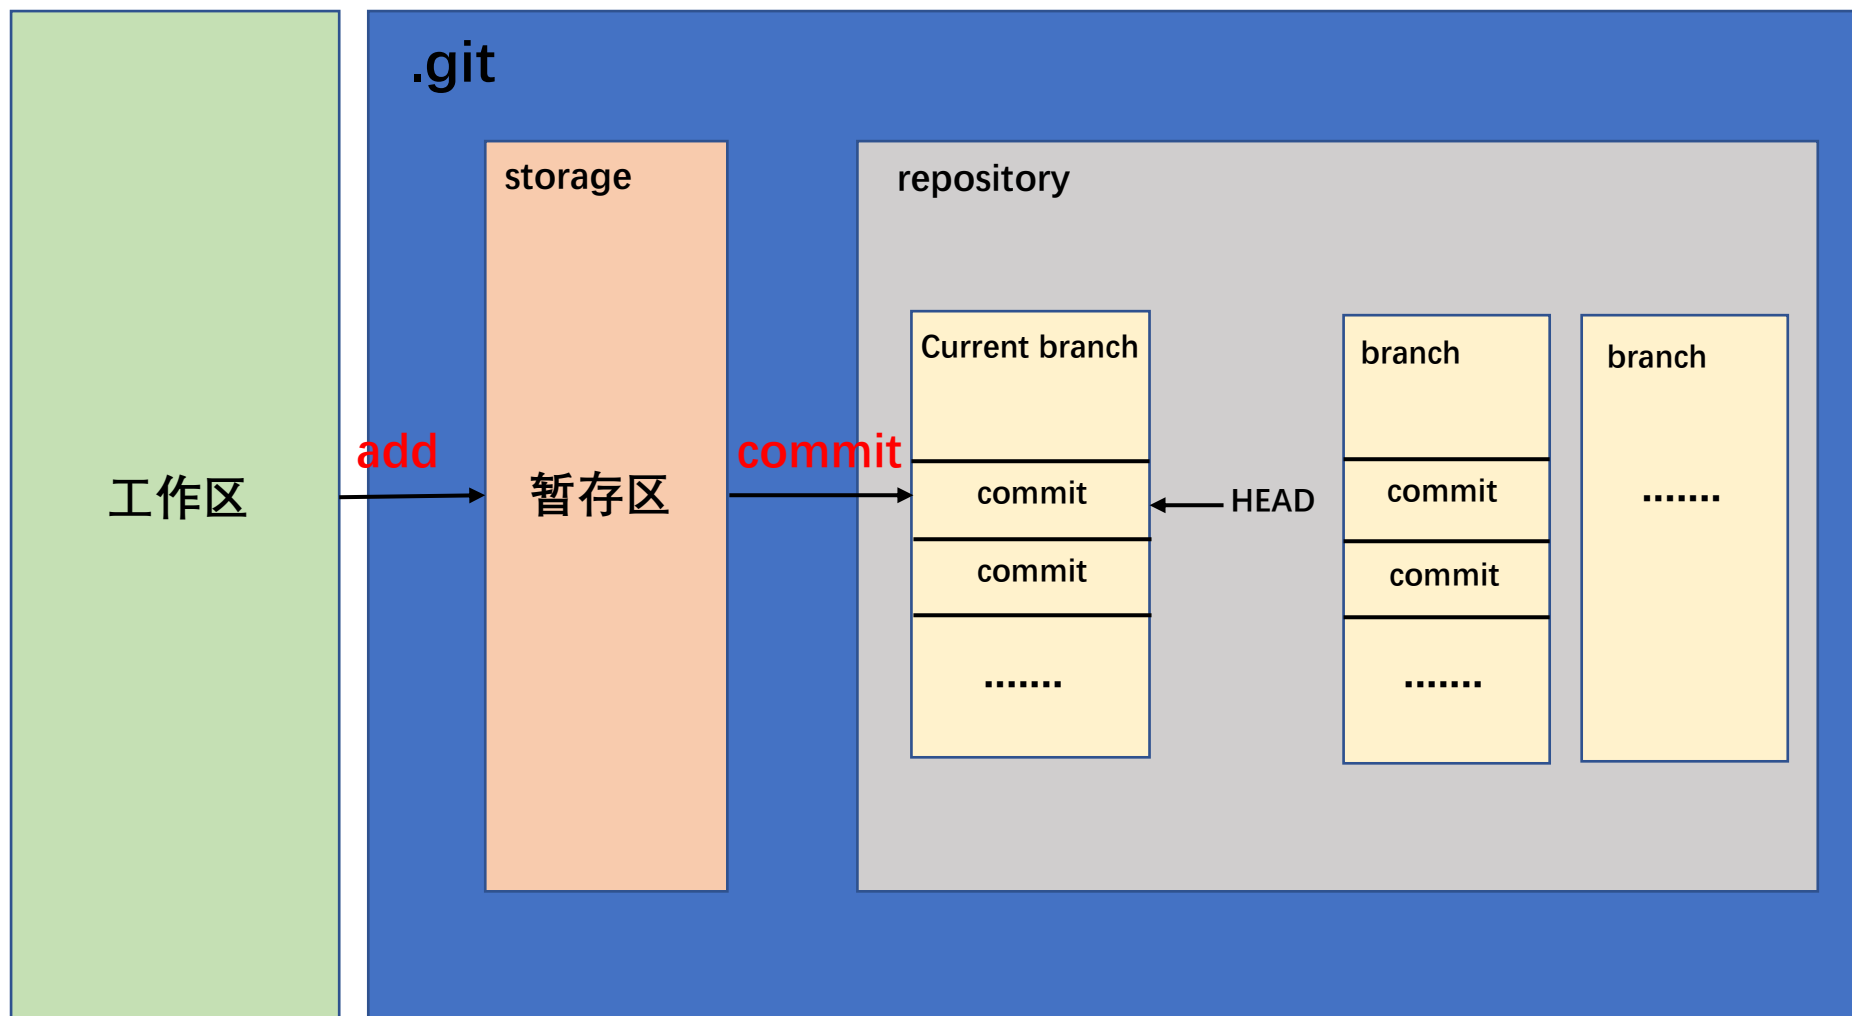 .git
storage
repository
Current branch
branch
branch
add
commit
工作区
暂存区
commit
HEAD
commit
.......
commit
commit
.......
.......